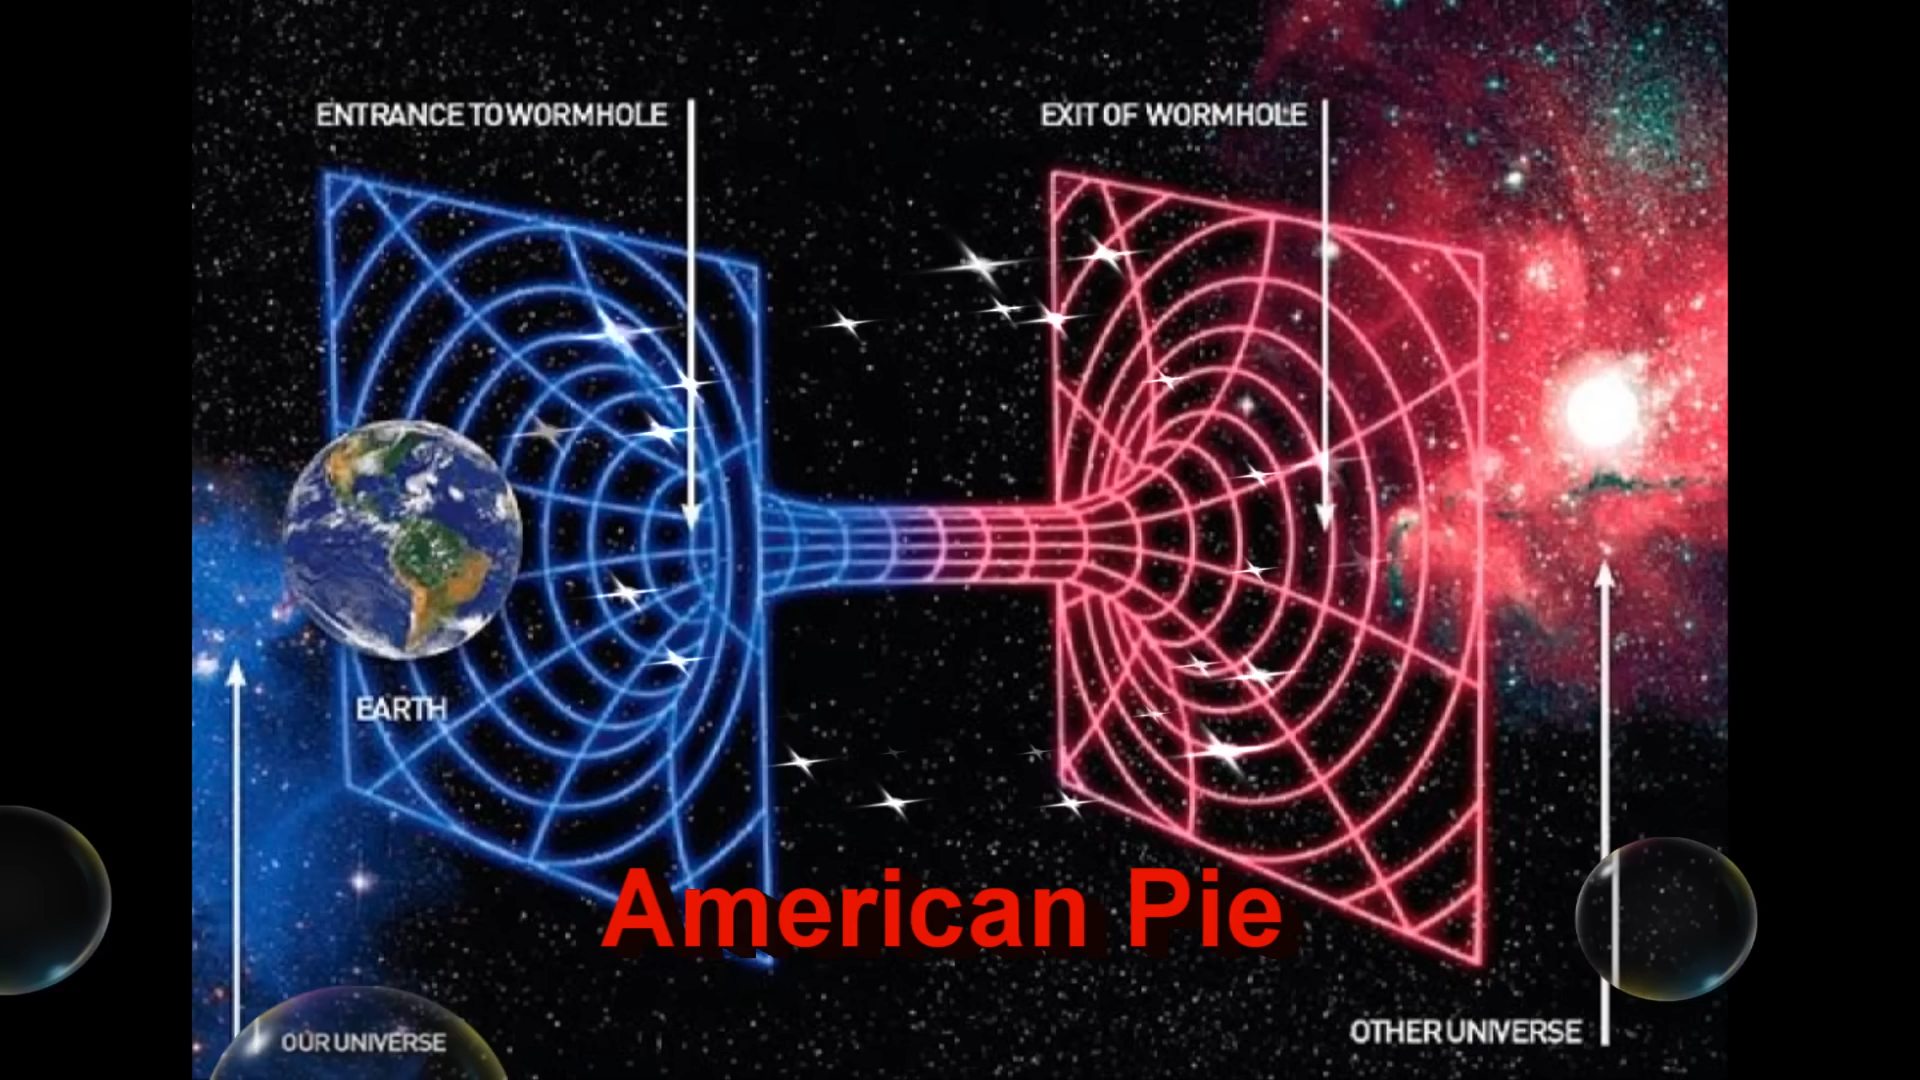 ENTRANCE TO WORMHOLE
EXIT OF WORMHOLE
EARTH
American Pie
OUR UNIVERSE
OTHER UNIVERSE